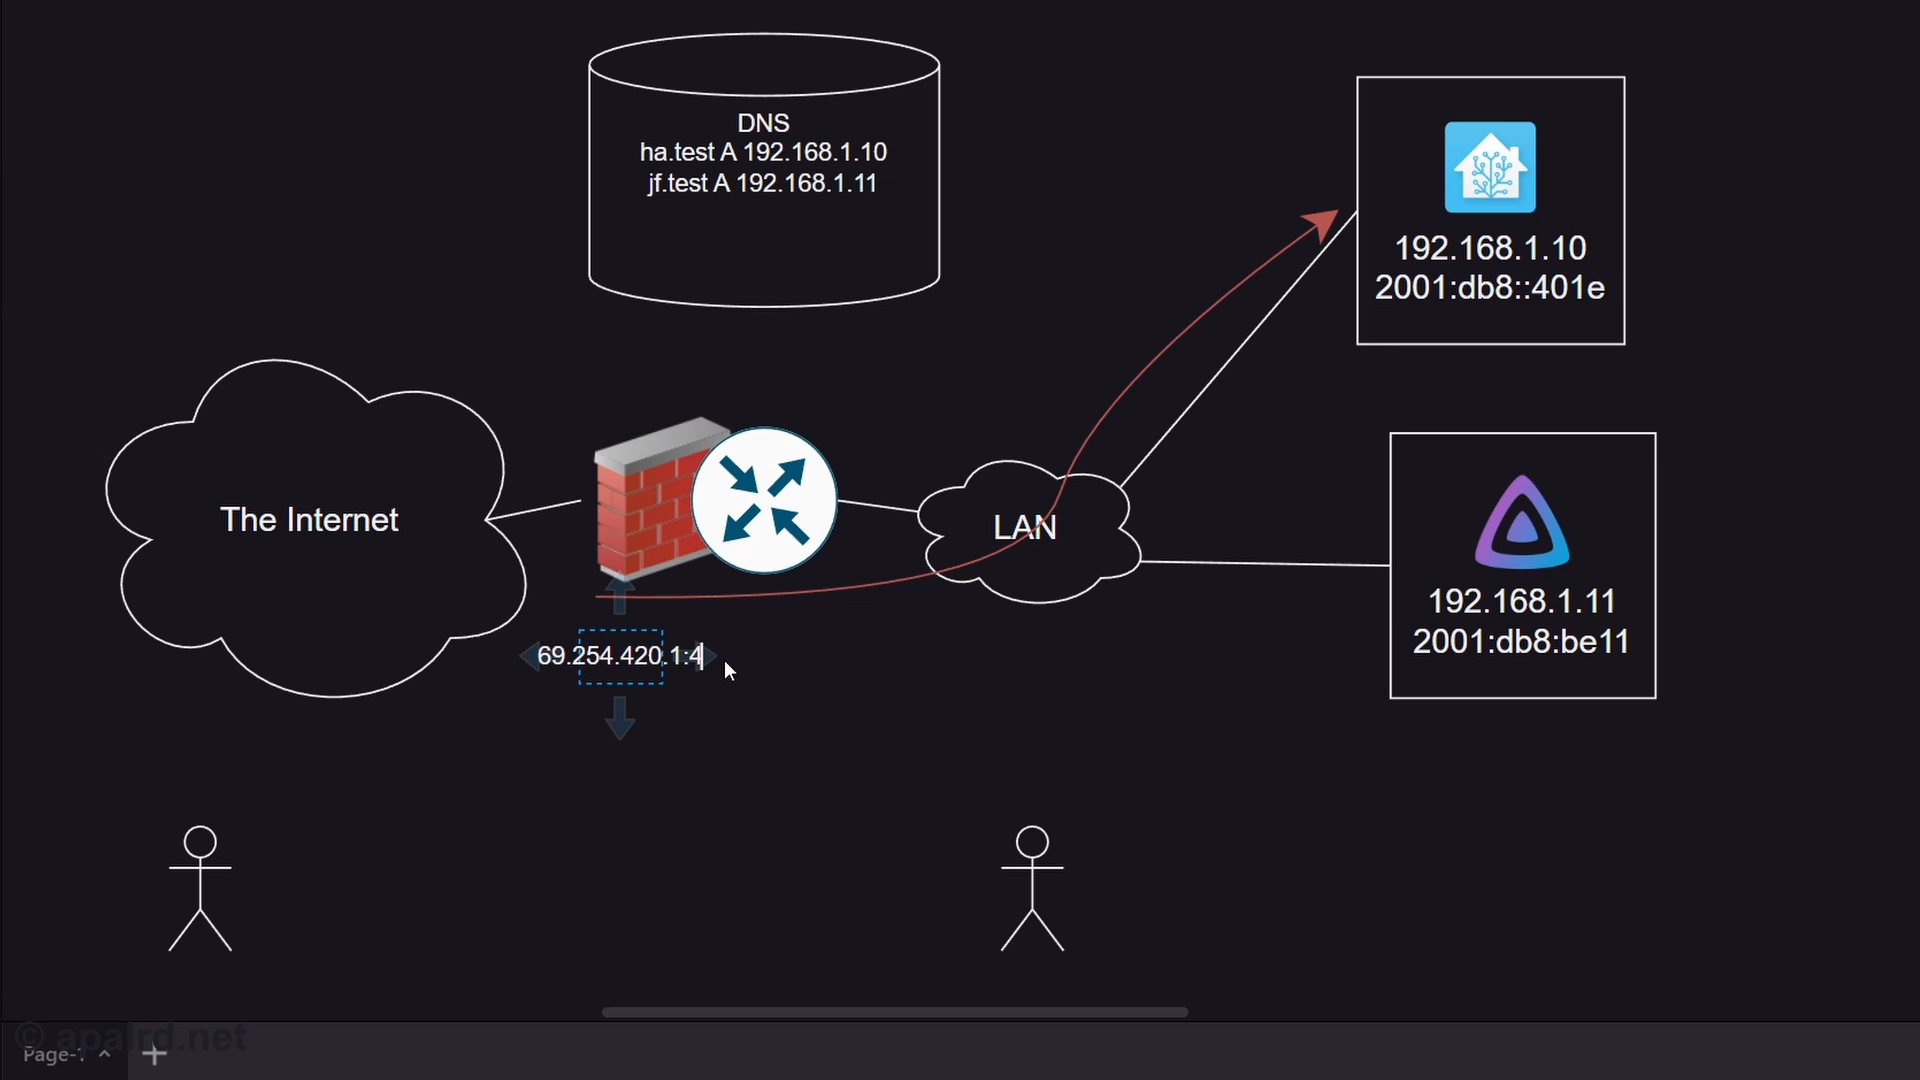 DNS
ha.test A 192.168.1.10
jf.test A 192.168.1.11
192.168.1.10
2001:db8::401e
The Internet
LAN
192.168.1.11
2001:db8:be11
69.254.420.1:4
© apalrd.net
Page-1